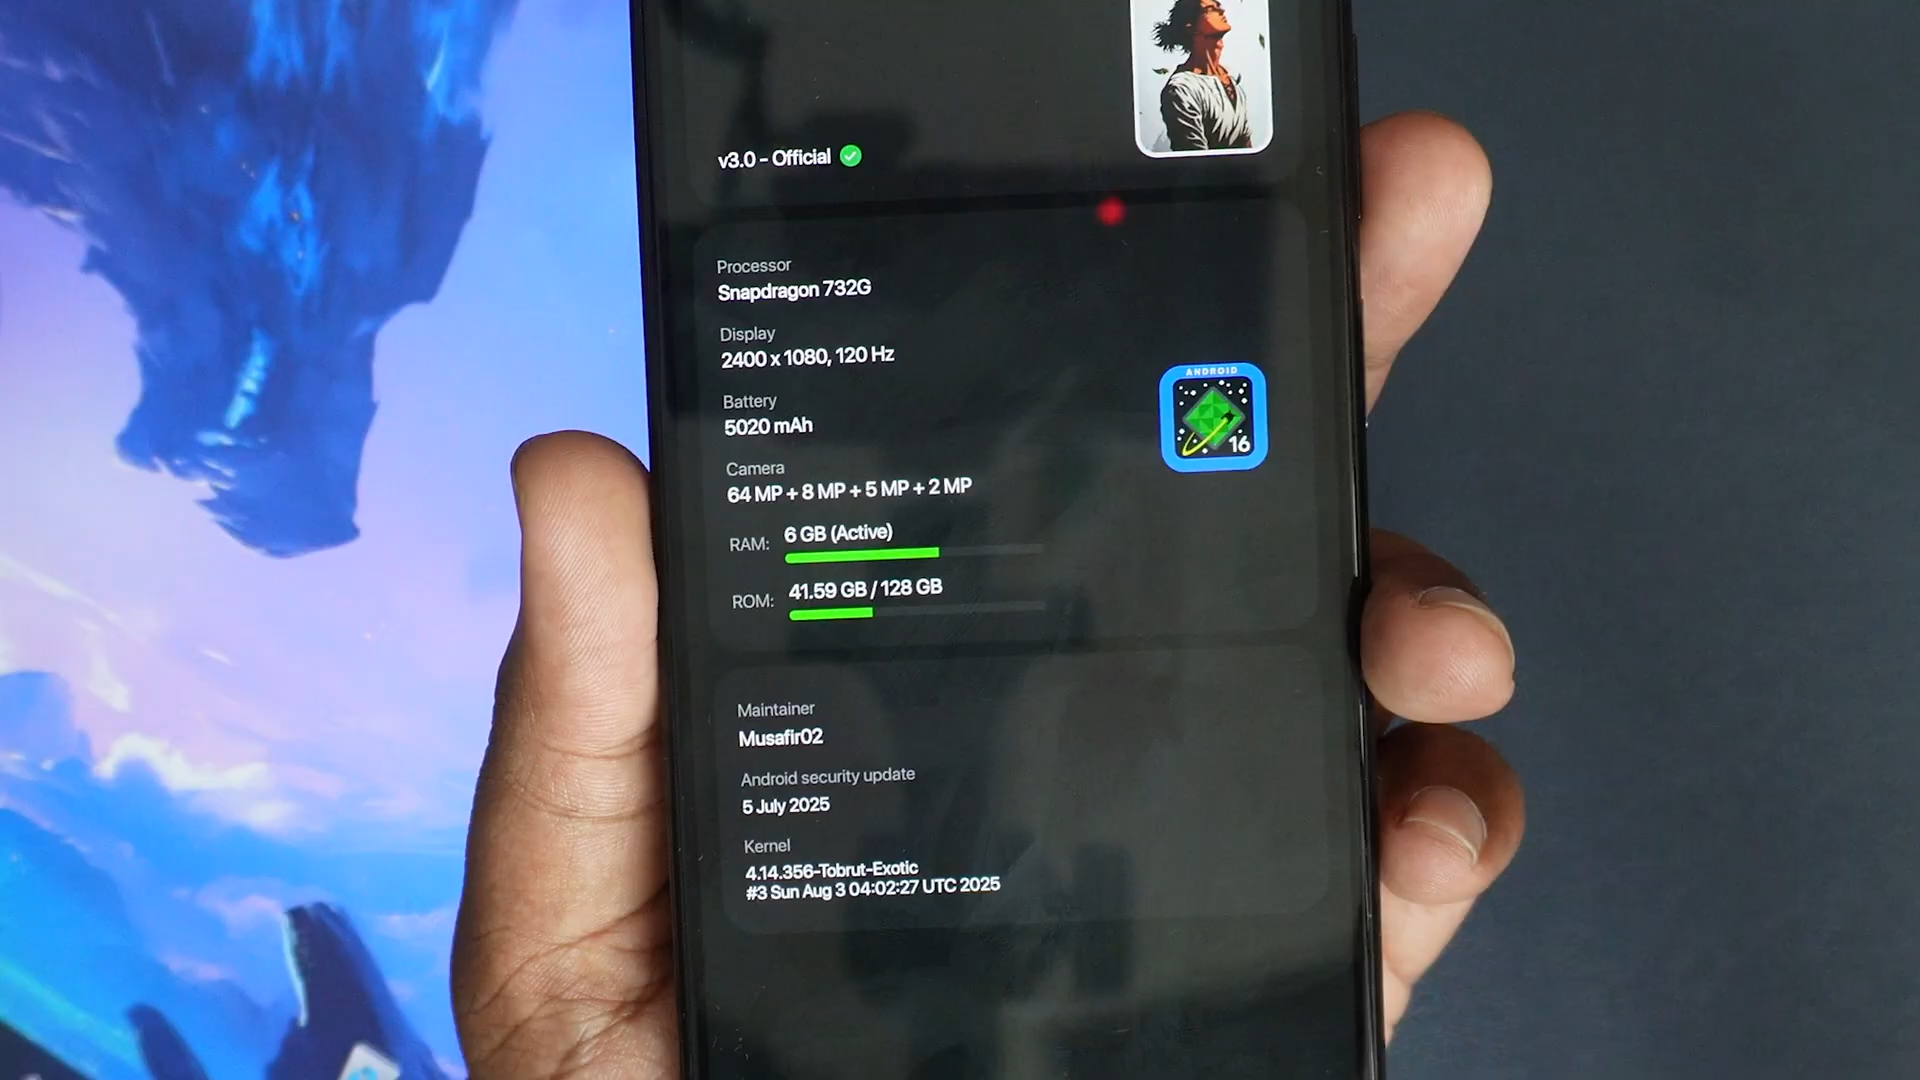 v3.0 - Official
Processor
Snapdragon 732G
Display
2400 x 1080, 120 Hz
ANDROID
16
Battery
5020 mAh
Camera
64 MP + 8 MP + 5 MP + 2 MP
RAM: 6 GB (Active)
ROM: 41.59 GB / 128 GB
Maintainer
Musafir02
Android security update
5 July 2025
Kernel
4.14.356-Tobrut-Exotic
#3 Sun Aug 3 04:02:27 UTC 2025